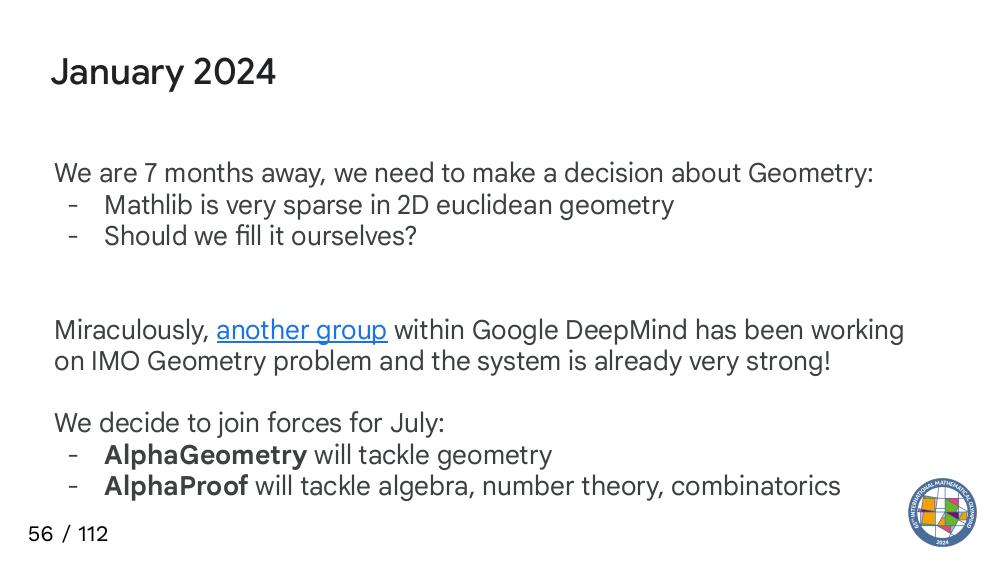 January 2024
We are 7 months away, we need to make a decision about Geometry:
- Mathlib is very sparse in 2D euclidean geometry
- Should we fill it ourselves?
Miraculously, another group within Google DeepMind has been working
on IMO Geometry problem and the system is already very strong!
We decide to join forces for July:
- AlphaGeometry will tackle geometry
- AlphaProof will tackle algebra, number theory, combinatorics
56 / 112
INTERNATIONAL MATHEMATICAL OLYMPIAD
2024